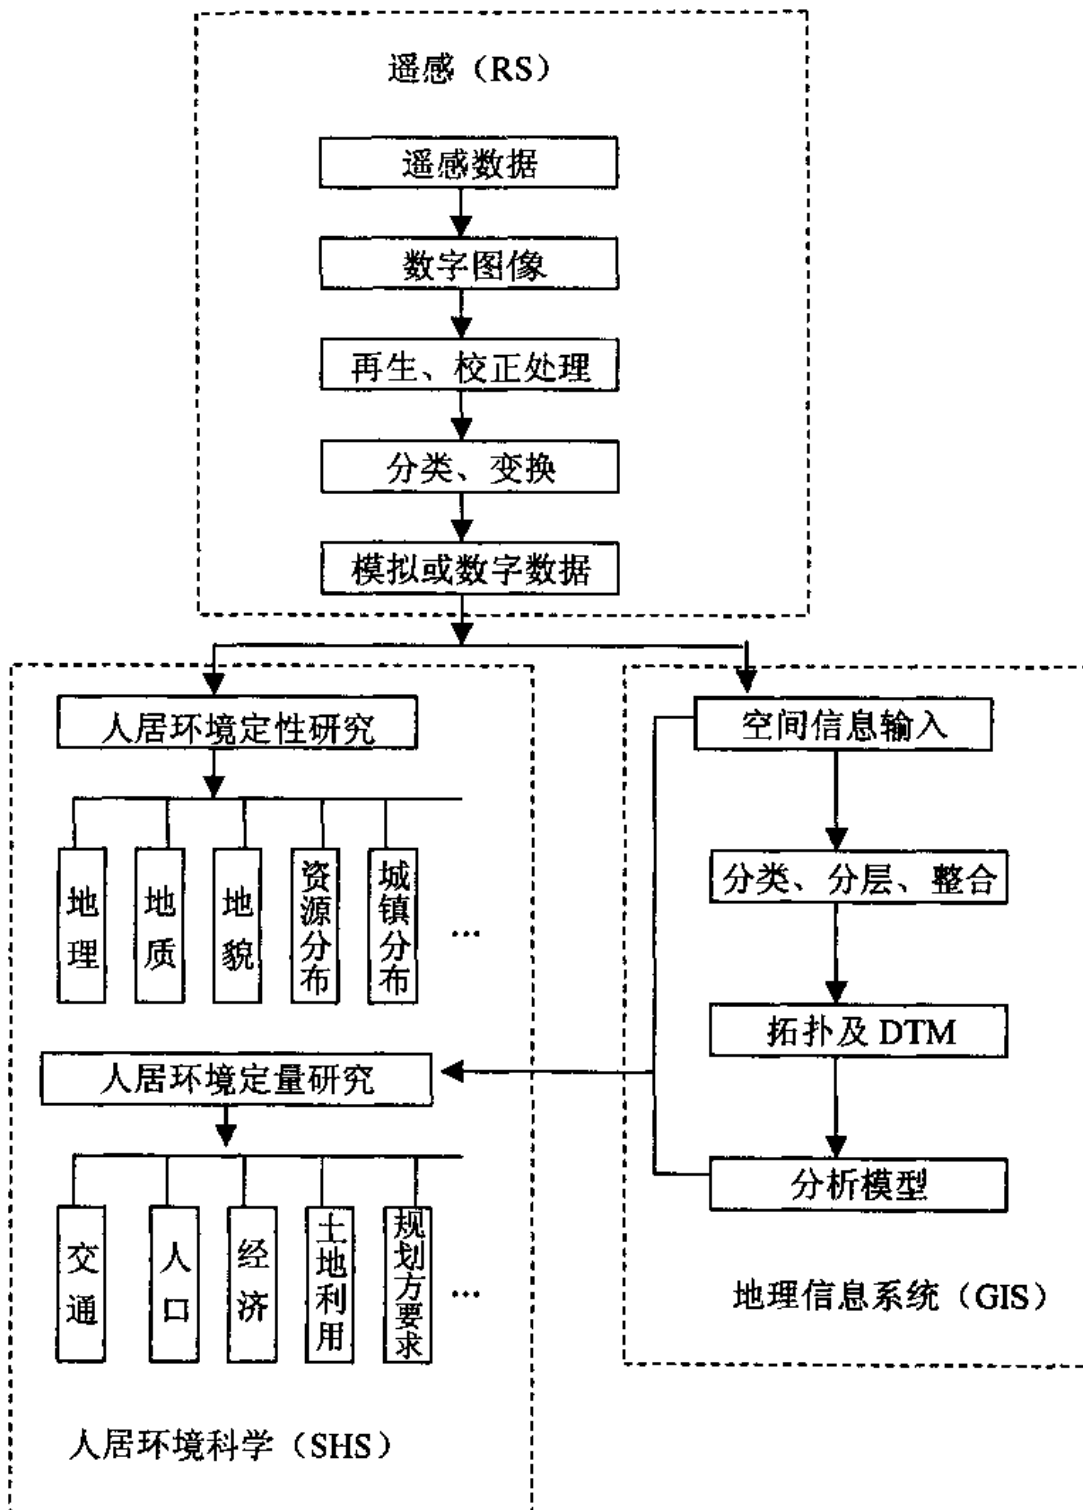 遥感（RS）
遥感数据
数字图像
再生、校正处理
分类、变换
模拟或数字数据
人居环境定性研究
地理
地质
地貌
资源分布
城镇分布
...
人居环境定量研究
交通
人口
经济
土地利用
规划方要求
...
人居环境科学（SHS）
空间信息输入
分类、分层、整合
拓扑及 DTM
分析模型
地理信息系统（GIS）